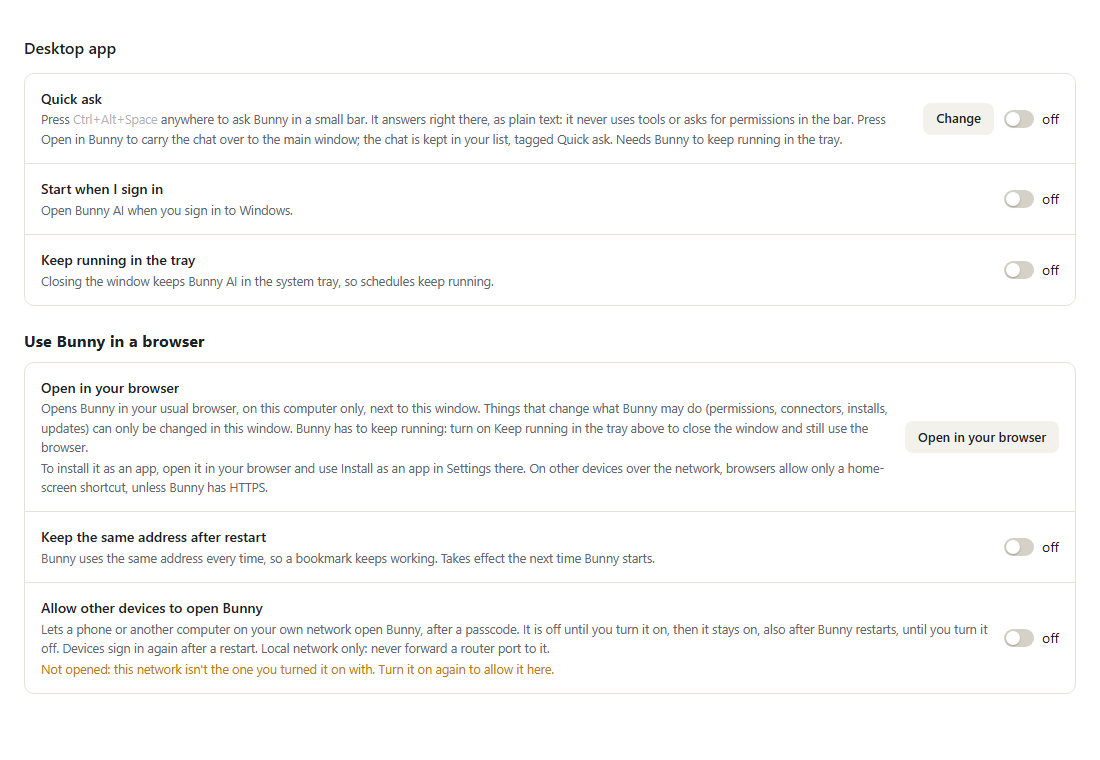 Desktop app
Quick ask
Press Ctrl+Alt+Space anywhere to ask Bunny in a small bar. It answers right there, as plain text: it never uses tools or asks for permissions in the bar. Press
Open in Bunny to carry the chat over to the main window; the chat is kept in your list, tagged Quick ask. Needs Bunny to keep running in the tray.
Change
off
Start when I sign in
Open Bunny AI when you sign in to Windows.
off
Keep running in the tray
Closing the window keeps Bunny AI in the system tray, so schedules keep running.
off
Use Bunny in a browser
Open in your browser
Opens Bunny in your usual browser, on this computer only, next to this window. Things that change what Bunny may do (permissions, connectors, installs,
updates) can only be changed in this window. Bunny has to keep running: turn on Keep running in the tray above to close the window and still use the
browser.
To install it as an app, open it in your browser and use Install as an app in Settings there. On other devices over the network, browsers allow only a home-
screen shortcut, unless Bunny has HTTPS.
Open in your browser
Keep the same address after restart
Bunny uses the same address every time, so a bookmark keeps working. Takes effect the next time Bunny starts.
off
Allow other devices to open Bunny
Lets a phone or another computer on your own network open Bunny, after a passcode. It is off until you turn it on, then it stays on, also after Bunny restarts, until you turn it
off. Devices sign in again after a restart. Local network only: never forward a router port to it.
Not opened: this network isn't the one you turned it on with. Turn it on again to allow it here.
off